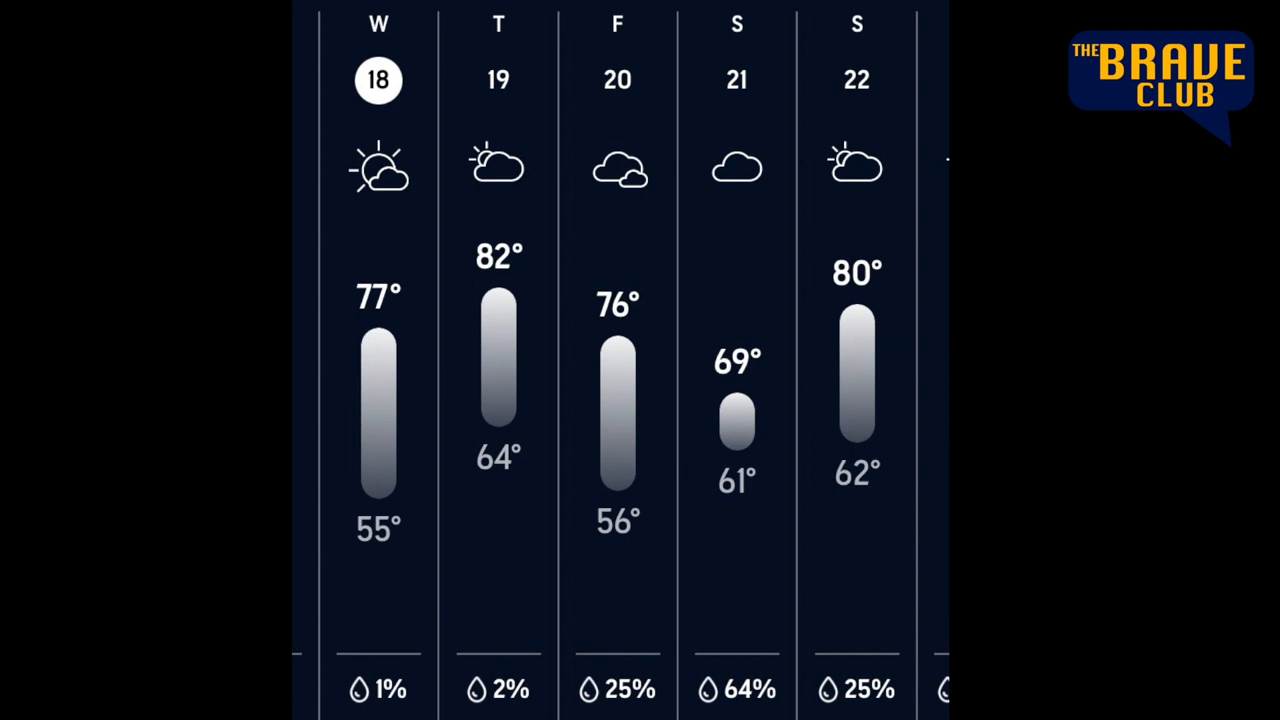 W T F S S
18 19 20 21 22
77° 82° 76° 69° 80°
55° 64° 56° 61° 62°
1% 2% 25% 64% 25%
THE BRAVE
CLUB